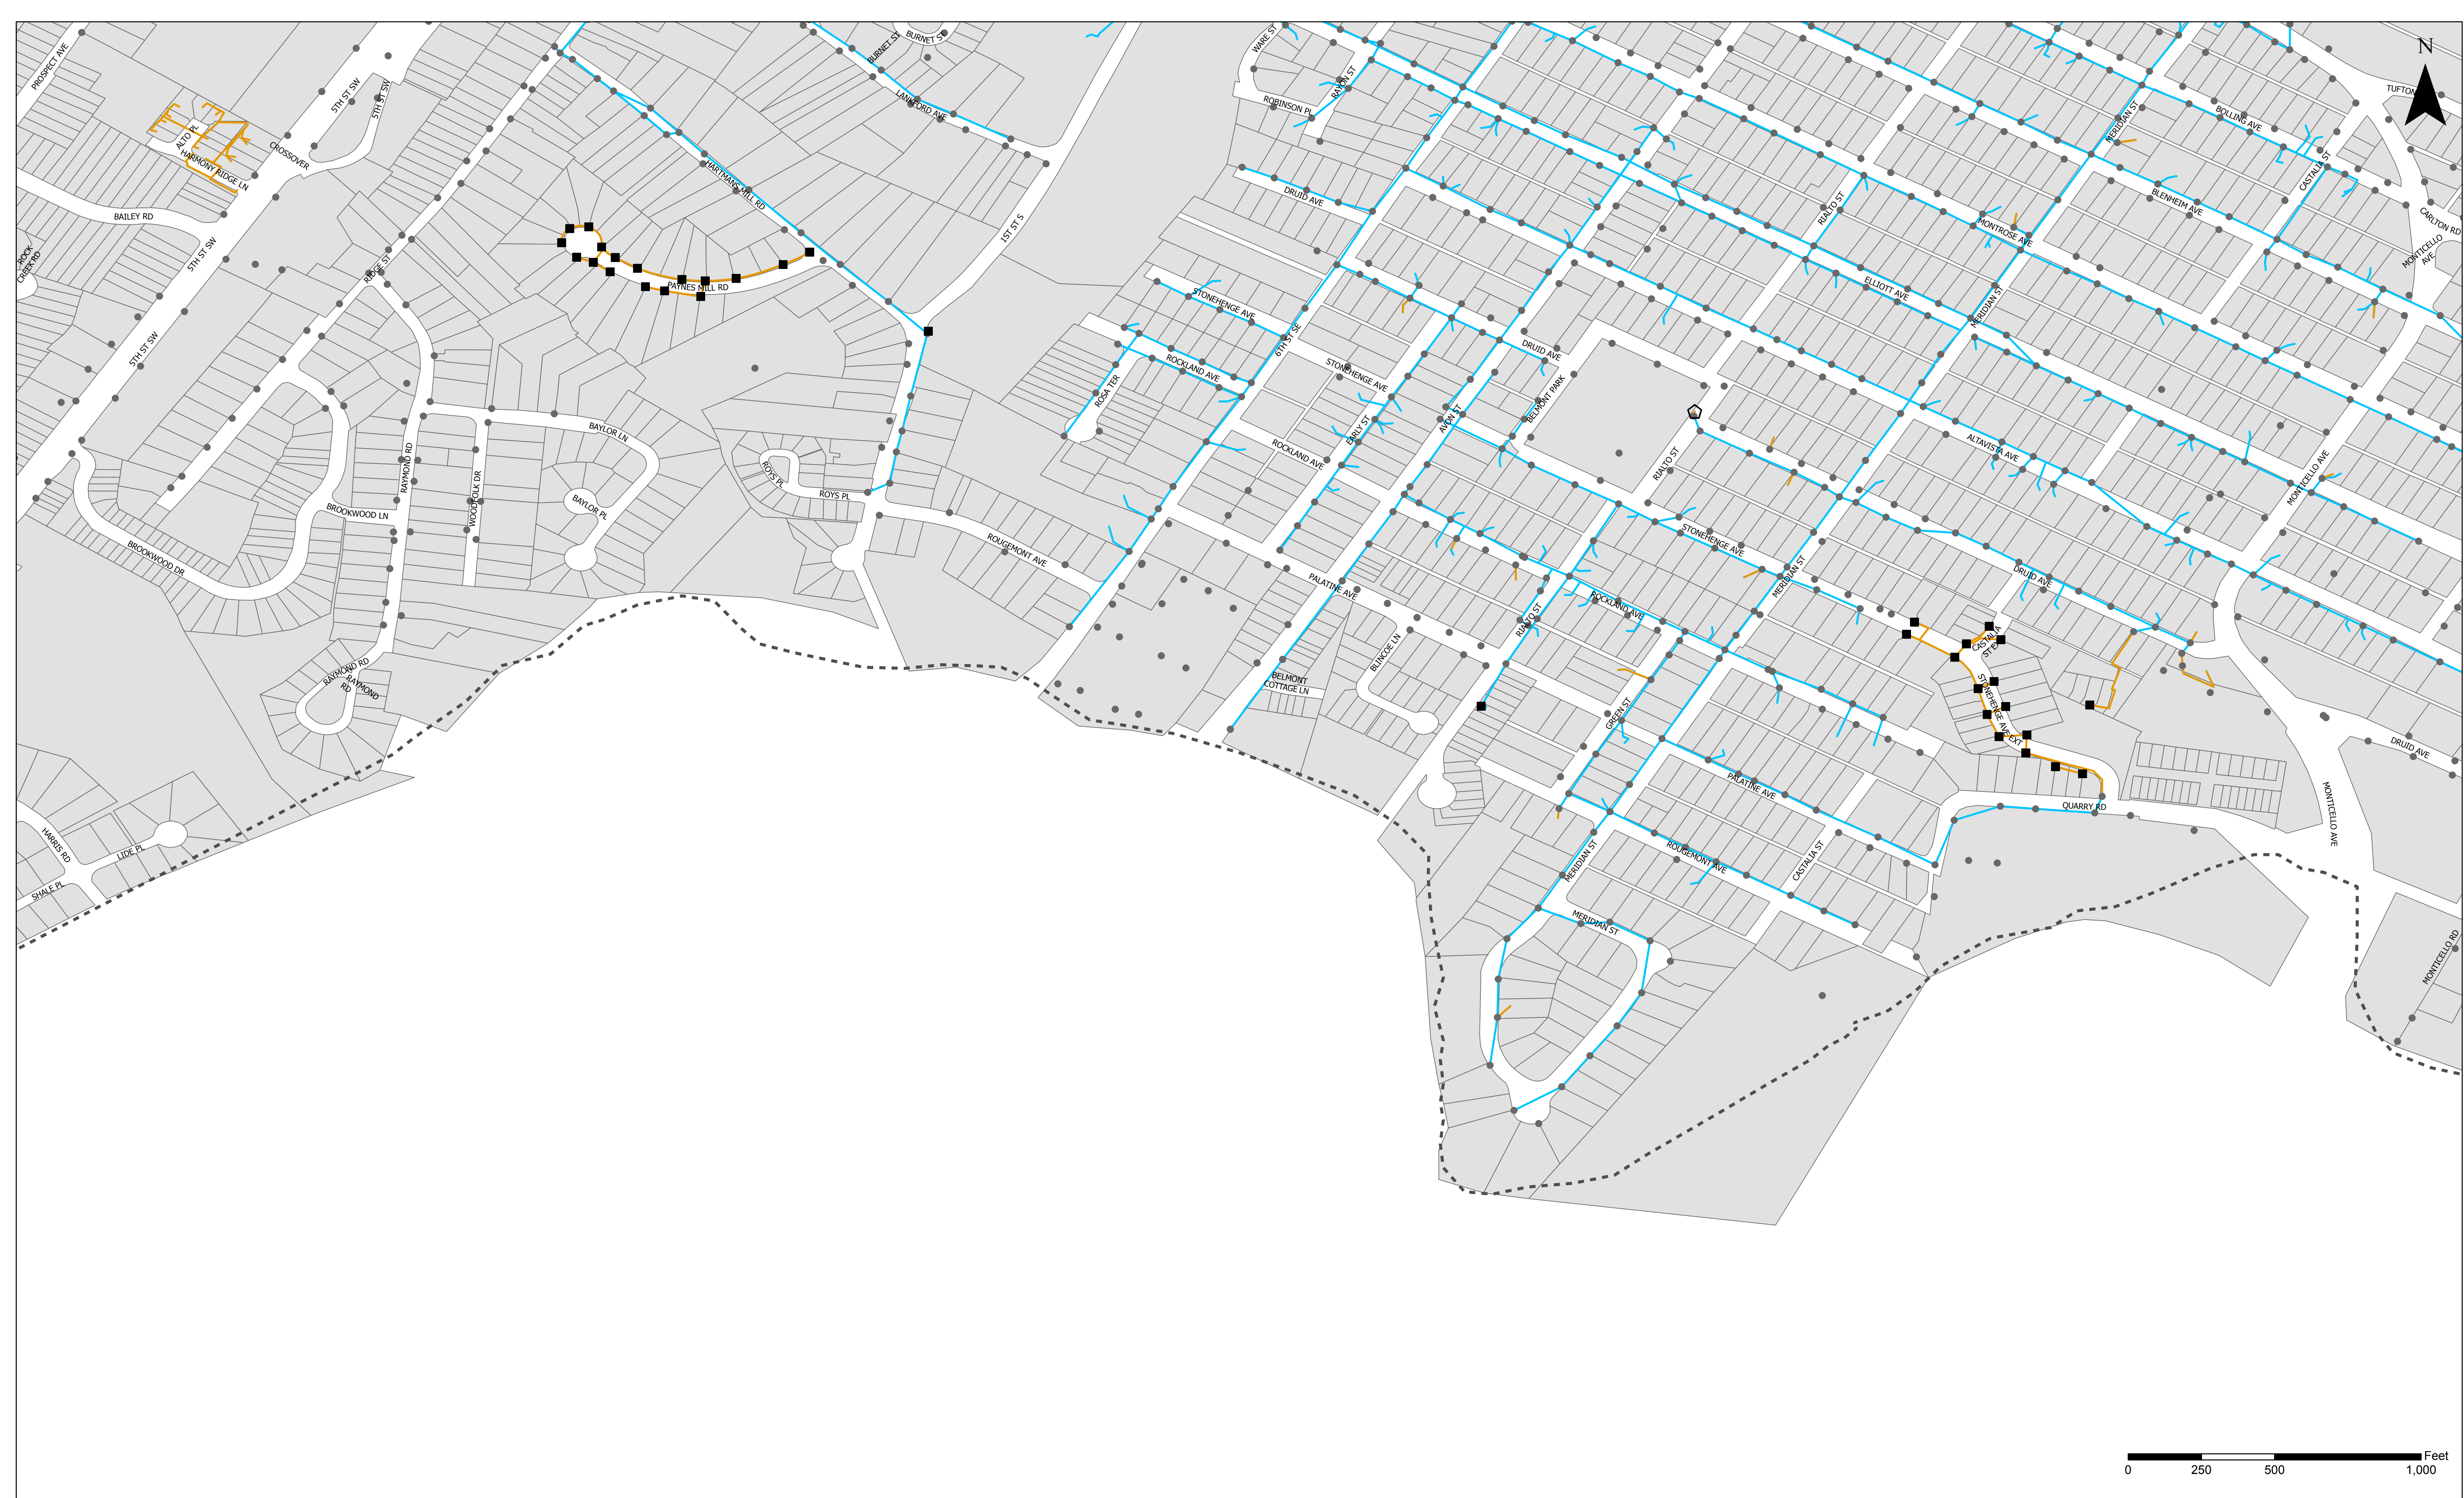 N
PROSPECT AVE
5TH ST SW
5TH ST SW
ALTO PL
HARMONY RIDGE LN
CROSSOVER
BAILEY RD
ROCK
CREEK RD
5TH ST SW
5TH ST SW
RIDGE ST
BURNET ST
BURNET ST
LANKFORD AVE
HARTMANS MILL RD
1ST ST S
PAYNES MILL RD
WARE ST
RAYON ST
ROBINSON PL
DRUID AVE
STONEHENGE AVE
6TH ST SE
ROCKLAND AVE
ROSA TER
STONEHENGE AVE
ROCKLAND AVE
EARLY ST
AVON ST
DRUID AVE
BELMONT PARK
RIALTO ST
RIALTO ST
ELLIOTT AVE
MERIDIAN ST
MERIDIAN ST
MONTROSE AVE
BLENHEIM AVE
BOLLING AVE
CASTALIA ST
TUFTON
CARLTON RD
MONTICELLO
AVE
ALTAVISTA AVE
MONTICELLO AVE
BAYLOR LN
BAYLOR PL
RAYMOND RD
WOODFOLK DR
BROOKWOOD LN
BROOKWOOD DR
ROYS PL
ROYS PL
ROUGEMONT AVE
PALATINE AVE
STONEHENGE AVE
MERIDIAN ST
DRUID AVE
ROCKLAND AVE
RIALTO ST
BLINCOE LN
BELMONT
COTTAGE LN
GREEN ST
CASTALIA
ST EXT
STONEHENGE AVE EXT
RAYMOND RD
RAYMOND
RD
DRUID AVE
PALATINE AVE
QUARRY RD
MONTICELLO AVE
HARRIS RD
LIDE PL
SHALE PL
MERIDIAN ST
ROUGEMONT AVE
CASTALIA ST
MERIDIAN ST
MONTICELLO RD
Feet
0 250 500 1,000